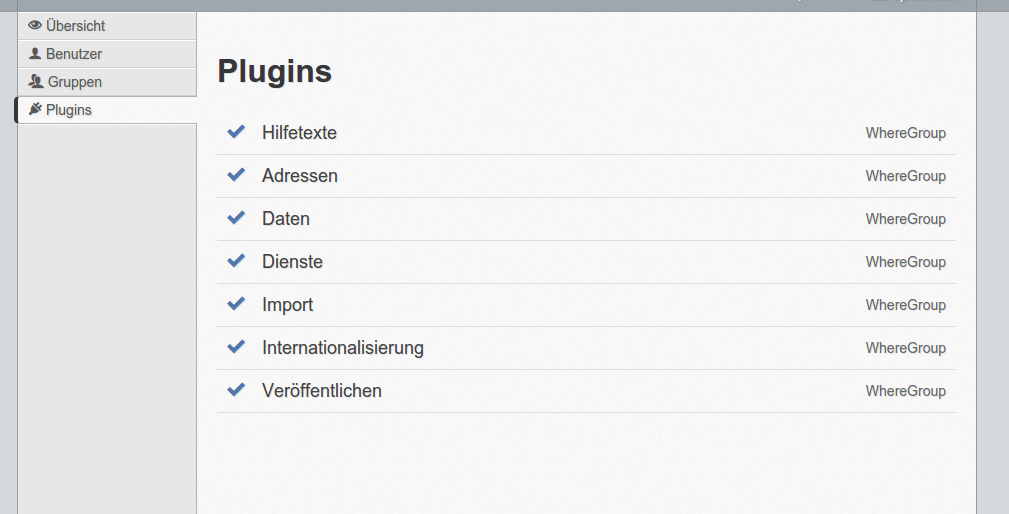 Übersicht
Benutzer
Gruppen
Plugins
Plugins
Hilfetexte WhereGroup
Adressen WhereGroup
Daten WhereGroup
Dienste WhereGroup
Import WhereGroup
Internationalisierung WhereGroup
Veröffentlichen WhereGroup